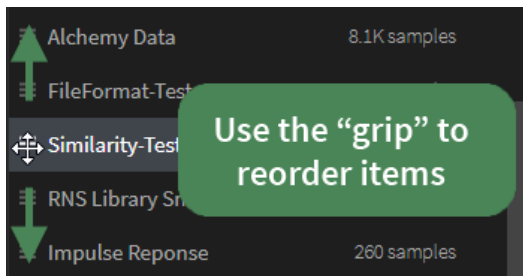 Alchemy Data 8.1K samples
FileFormat-Test
Similarity-Test
Use the “grip” to
reorder items
RNS Library
Impulse Reponse 260 samples